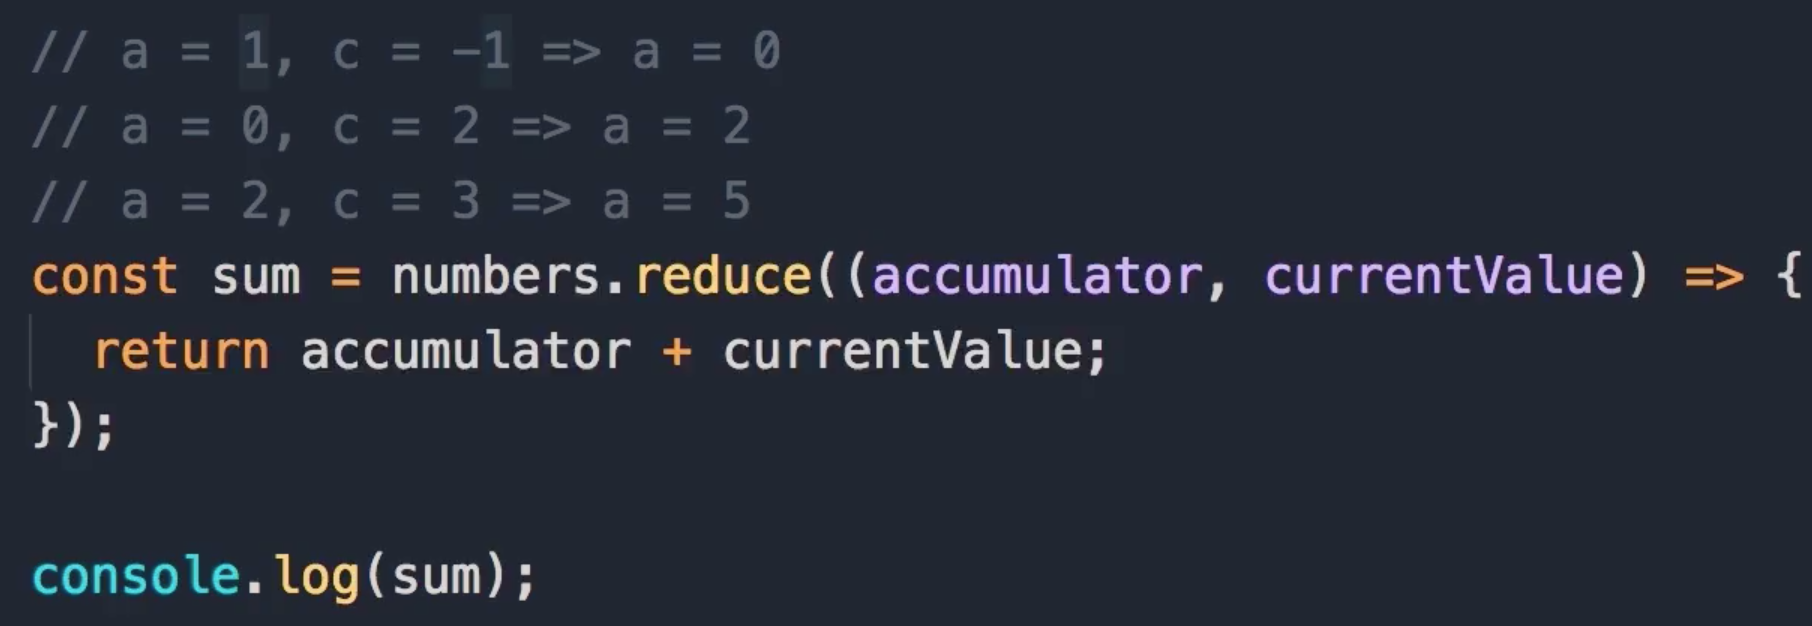 // a = 1, c = -1 => a = 0
// a = 0, c = 2 => a = 2
// a = 2, c = 3 => a = 5
const sum = numbers.reduce((accumulator, currentValue) => {
  return accumulator + currentValue;
});
console.log(sum);